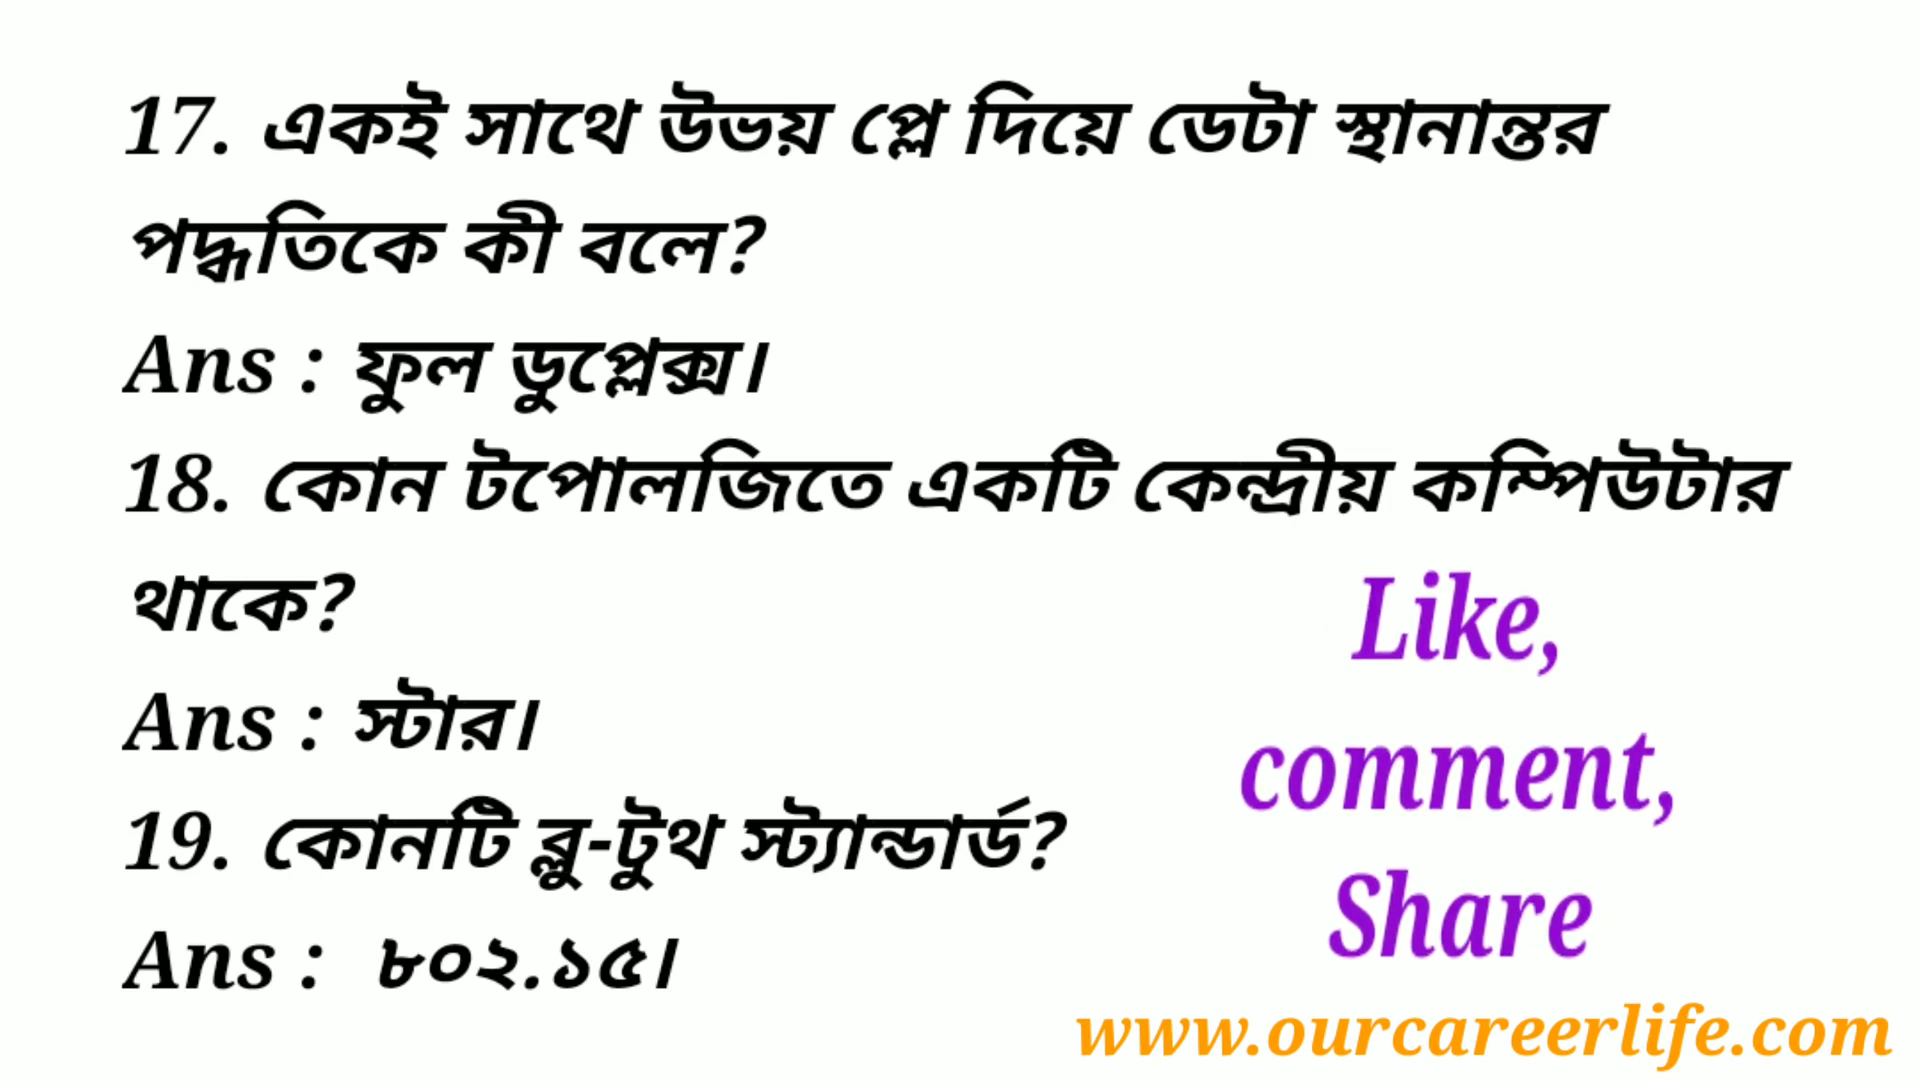 17. একই সাথে উভয় প্লে দিয়ে ডেটা স্থানান্তর
পদ্ধতিকে কী বলে?
Ans : ফুল ডুপ্লেক্স।
18. কোন টপোলজিতে একটি কেন্দ্রীয় কম্পিউটার
থাকে?
Ans : স্টার।
19. কোনটি ব্লু-টুথ স্ট্যান্ডার্ড?
Ans : ৮০২.১৫।
Like,
comment,
Share
www.ourcareerlife.com